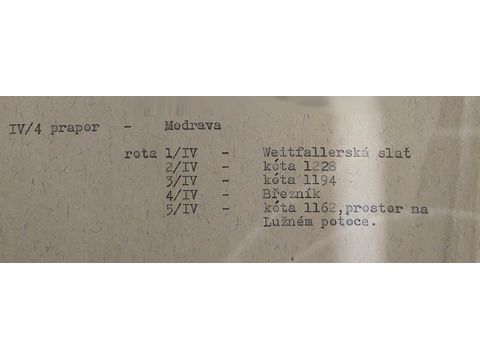 IV/4 prapor - Modrava
rota 1/IV - Weitfallerská slať
2/IV - kóta 1228
3/IV - kóta 1194
4/IV - Březník
5/IV - kóta 1162,prostor na
Lužném potoce.